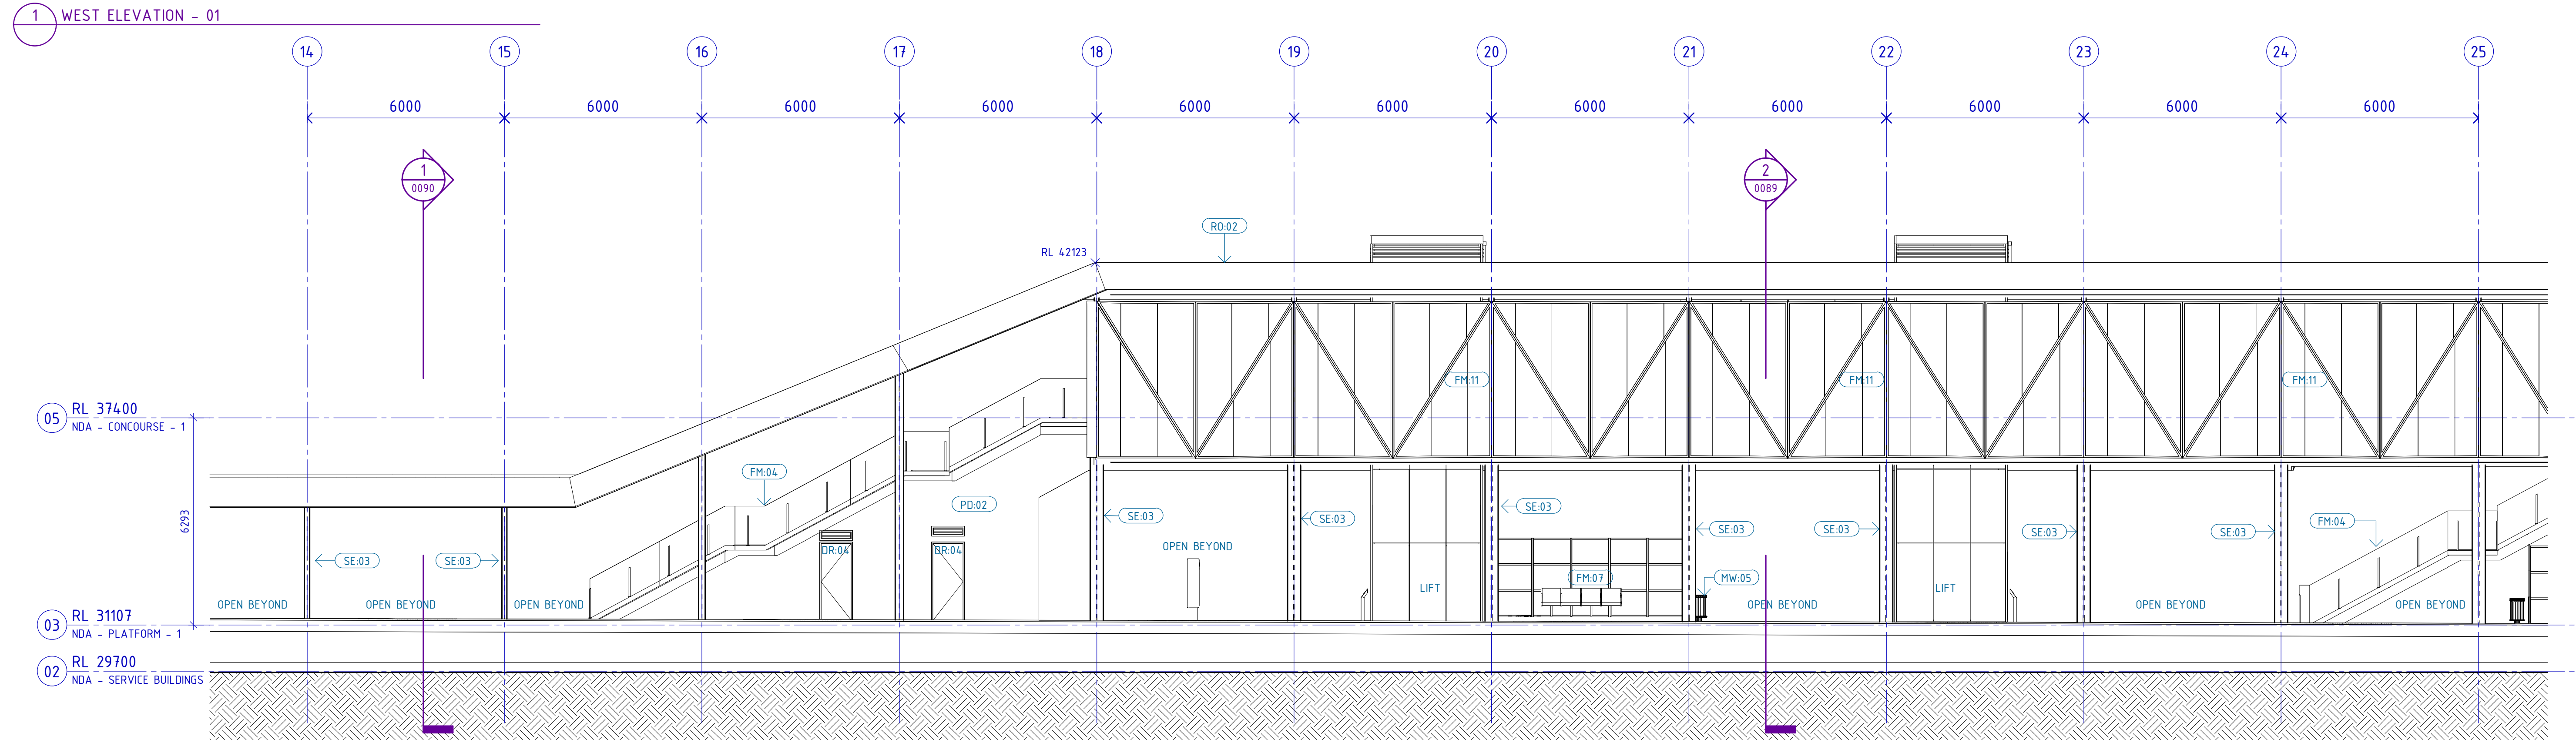 1 WEST ELEVATION - 01
14 15 16 17 18 19 20 21 22 23 24 25
6000 6000 6000 6000 6000 6000 6000 6000 6000 6000 6000
1
0090
2
0089
RO:02
RL 42123
FM:11 FM:11 FM:11
05 RL 37400
NDA - CONCOURSE - 1
FM:04
PD:02
SE:03 SE:03 SE:03 SE:03 SE:03 SE:03 SE:03 FM:04
6293
OPEN BEYOND
DR:04 DR:04
SE:03 SE:03
FM:07 MW:05
LIFT LIFT
OPEN BEYOND OPEN BEYOND OPEN BEYOND OPEN BEYOND OPEN BEYOND OPEN BEYOND
03 RL 31107
NDA - PLATFORM - 1
02 RL 29700
NDA - SERVICE BUILDINGS